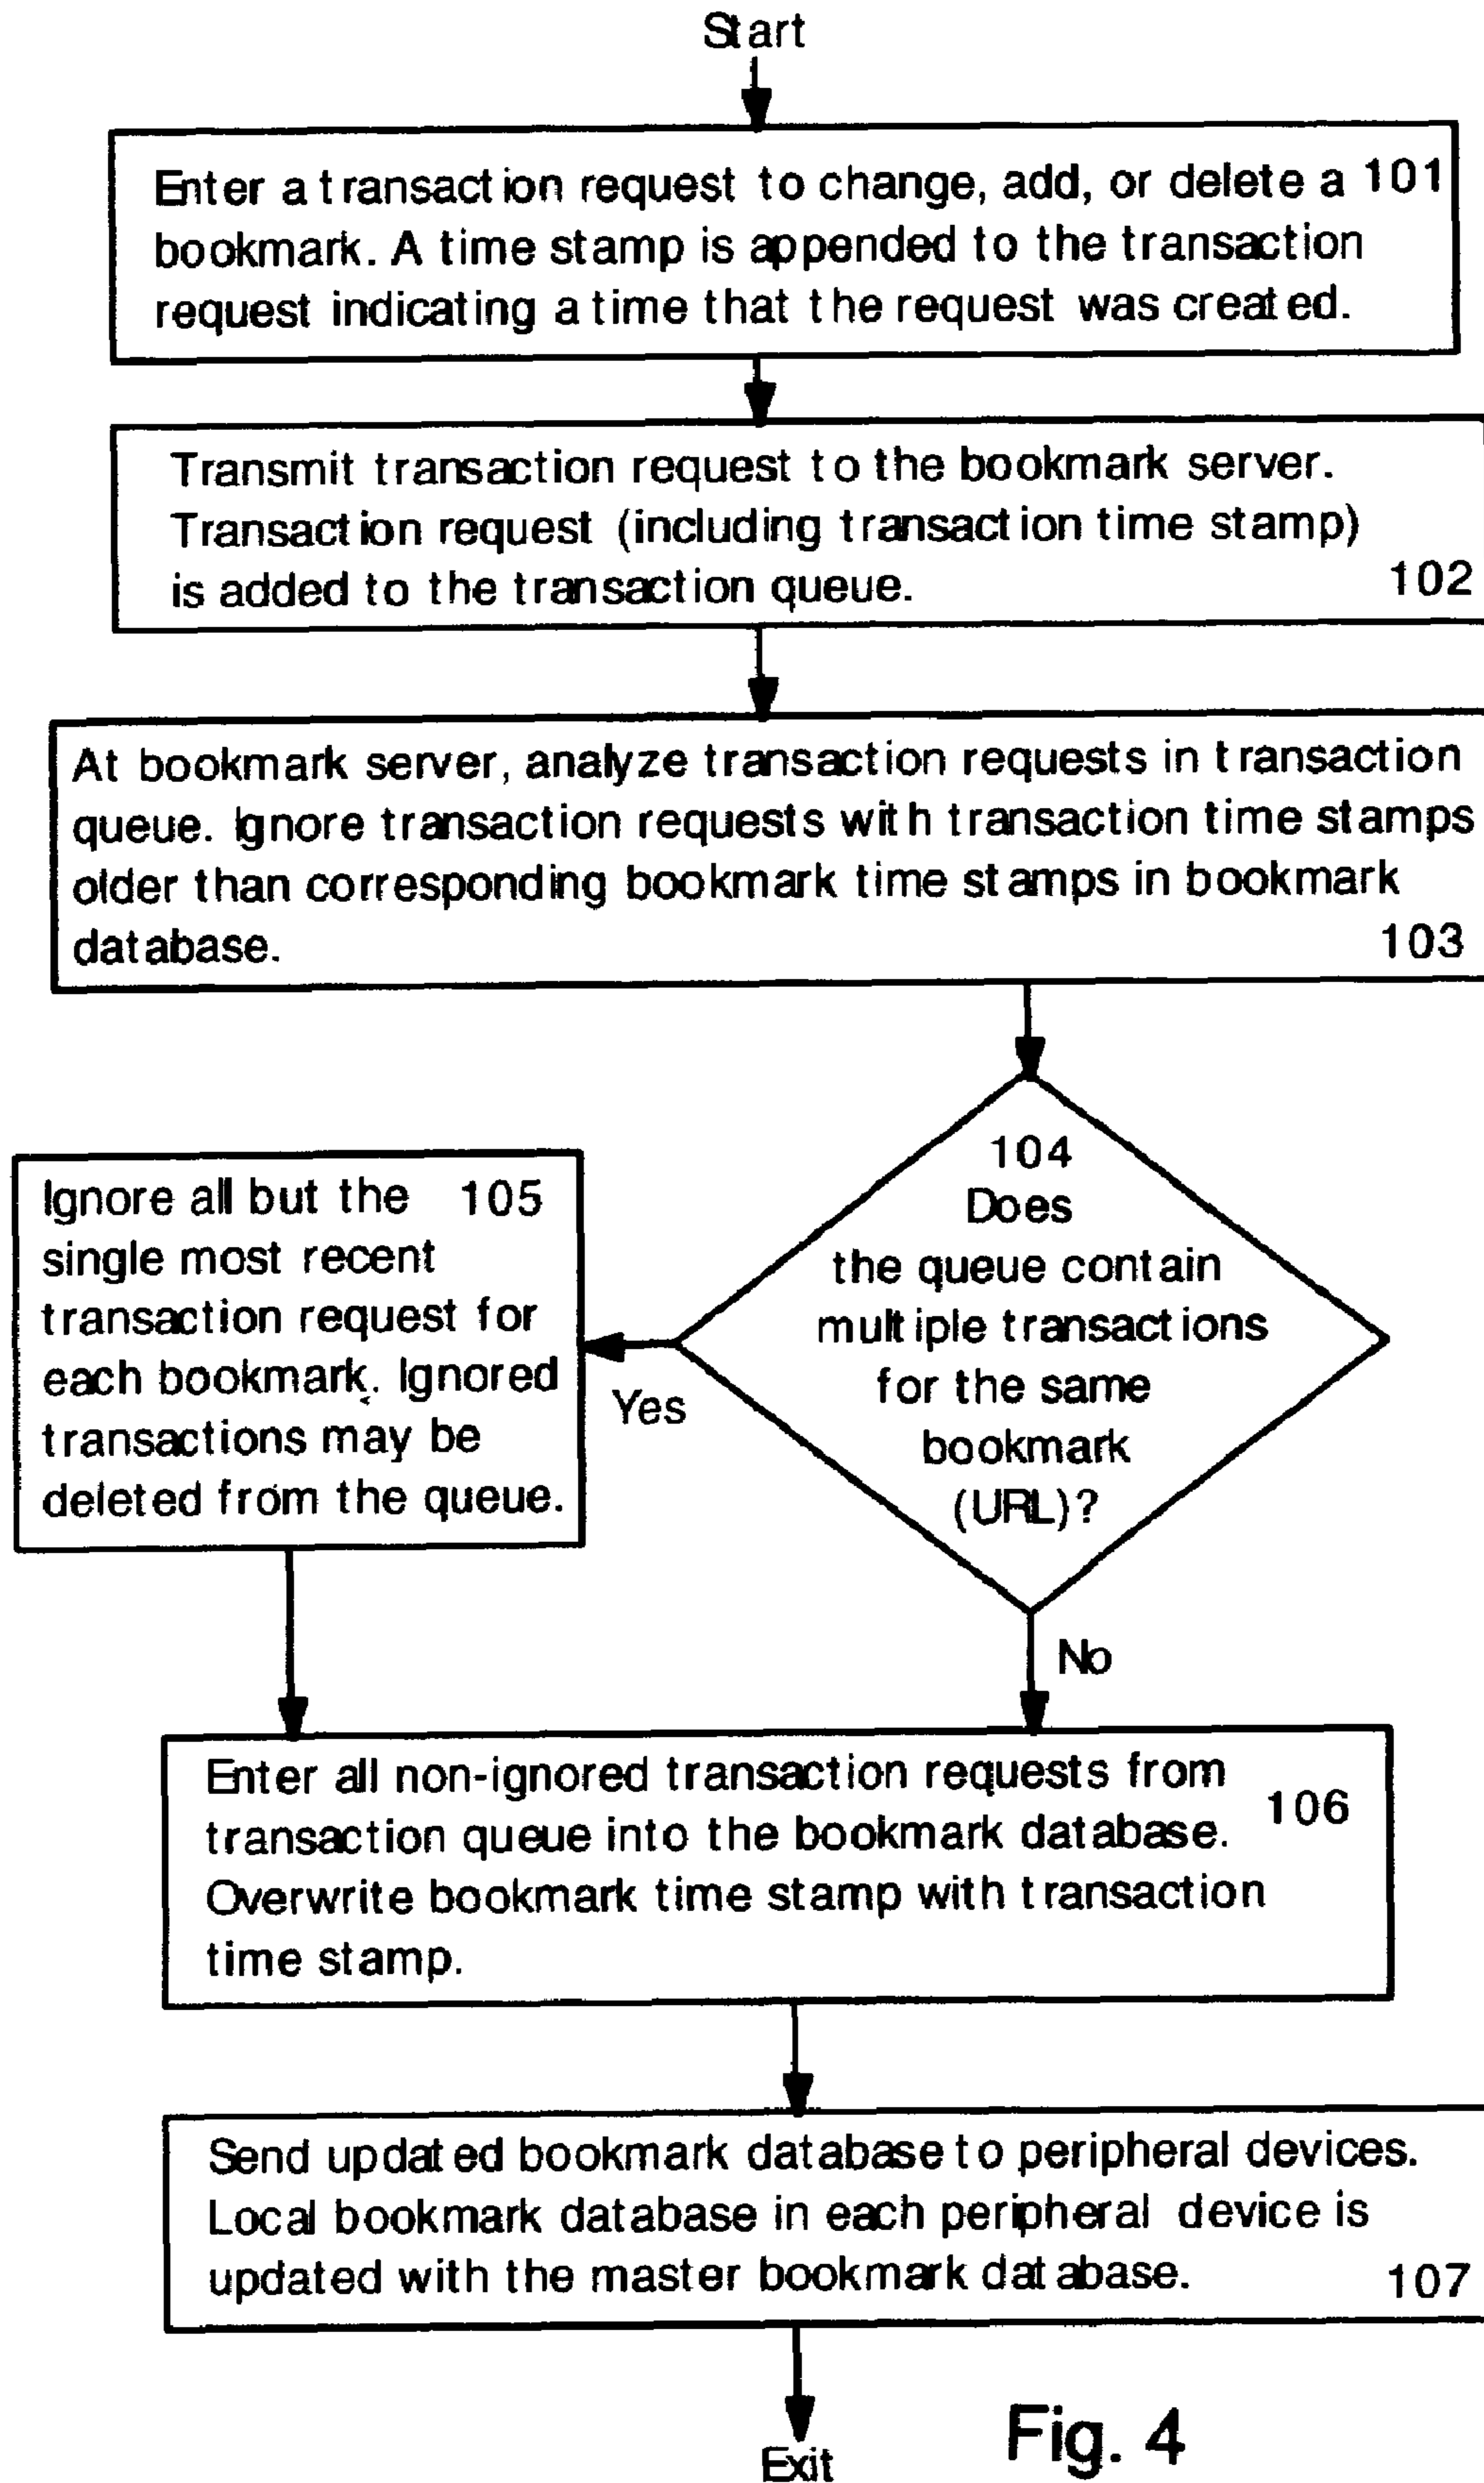 Start
Enter a transaction request to change, add, or delete a 101
bookmark. A time stamp is appended to the transaction
request indicating a time that the request was created.
Transmit transaction request to the bookmark server.
Transaction request (including transaction time stamp)
is added to the transaction queue. 102
At bookmark server, analyze transaction requests in transaction
queue. Ignore transaction requests with transaction time stamps
older than corresponding bookmark time stamps in bookmark
database. 103
104
Does
the queue contain
multiple transactions
for the same
bookmark
(URL)?
Yes
Ignore all but the 105
single most recent
transaction request for
each bookmark. Ignored
transactions may be
deleted from the queue.
No
Enter all non-ignored transaction requests from
transaction queue into the bookmark database. 106
Overwrite bookmark time stamp with transaction
time stamp.
Send updated bookmark database to peripheral devices.
Local bookmark database in each peripheral device is
updated with the master bookmark database. 107
Exit
Fig. 4